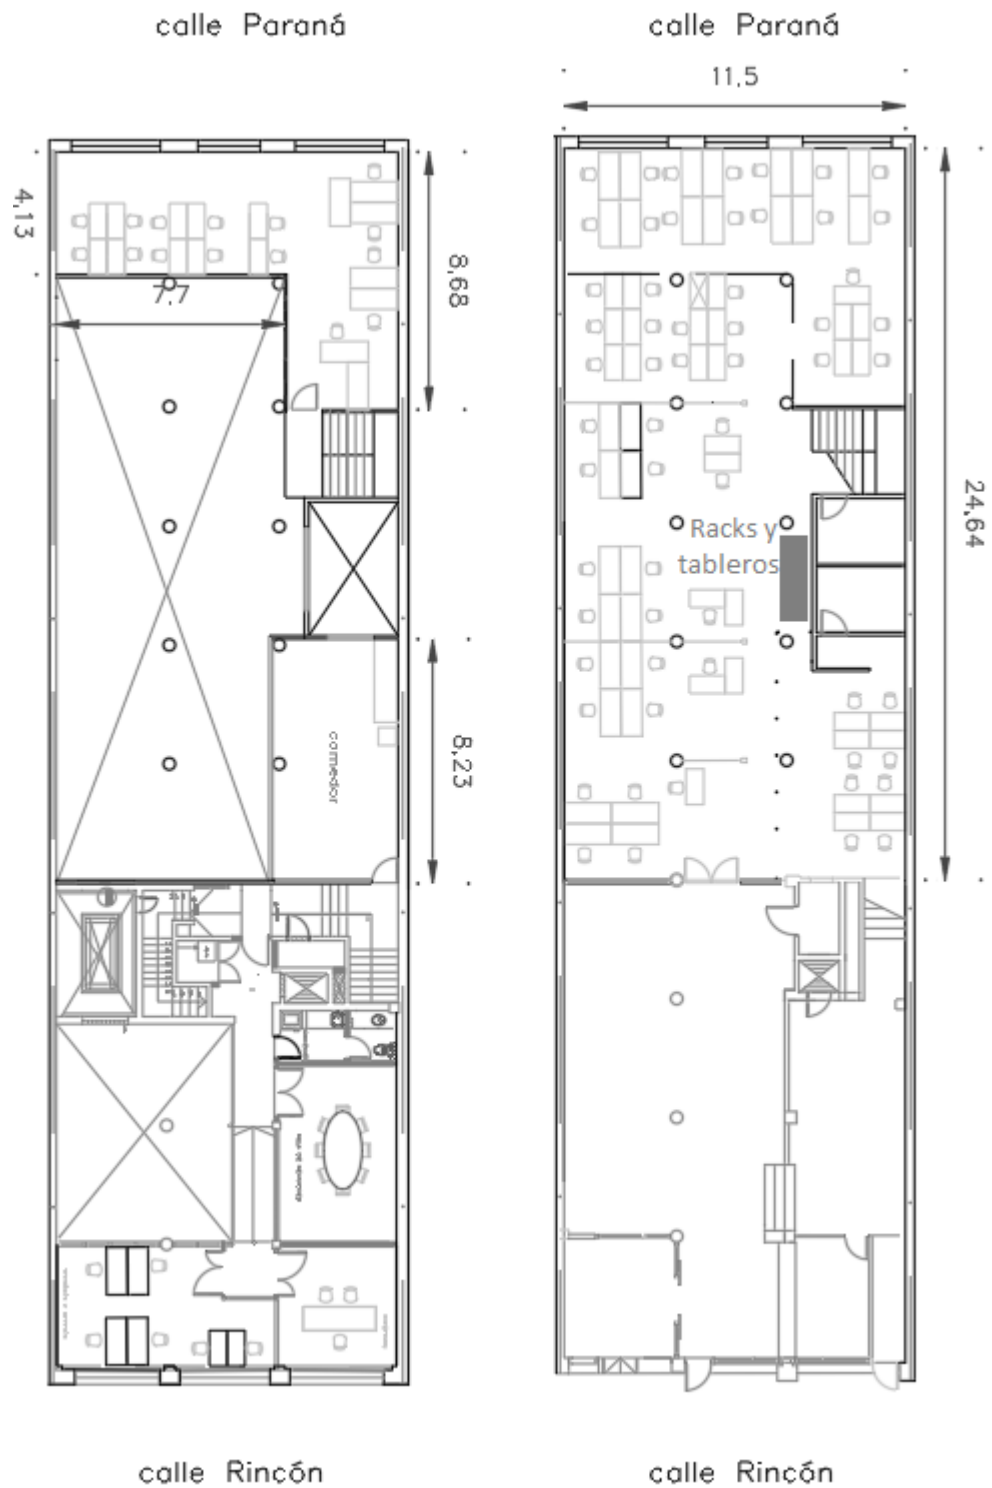 calle Paraná
calle Paraná
11,5
4,13
8,68
7,7
24,64
Racks y
tableros
8,23
comedor
calle Rincón
calle Rincón